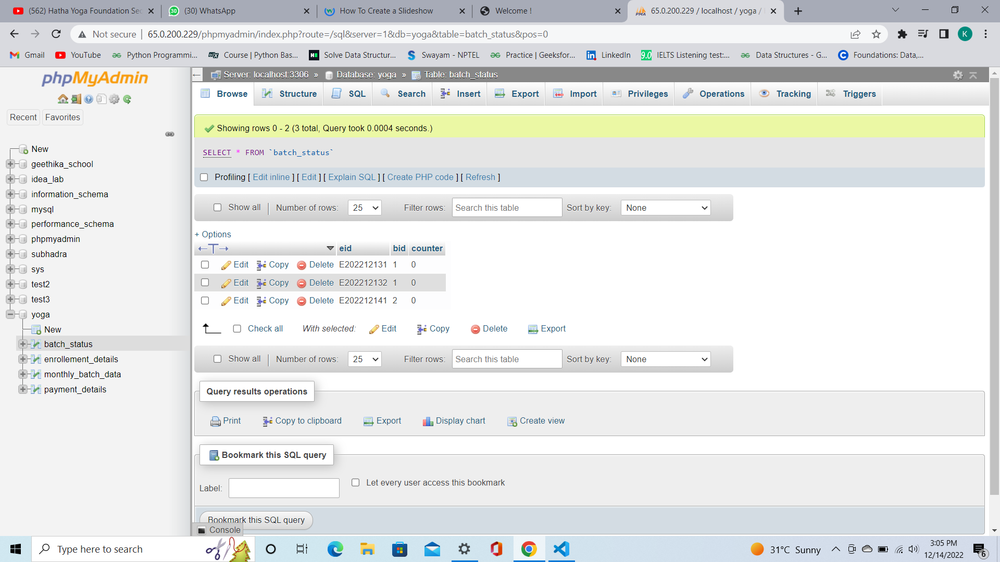 (562) Hatha Yoga Foundation Sec
(30) WhatsApp
How To Create a Slideshow
Welcome !
65.0.200.229 / localhost / yoga /
Not secure
65.0.200.229/phpmyadmin/index.php?route=/sql&server=1&db=yoga&table=batch_status&pos=0
K
Gmail
YouTube
Python Programmi...
Course | Python Bas...
Solve Data Structur...
Swayam - NPTEL
Practice | Geeksfor...
LinkedIn
IELTS Listening test:...
Data Structures - G...
Foundations: Data,...
phpMyAdmin
Recent
Favorites
New
geethika_school
idea_lab
information_schema
mysql
performance_schema
phpmyadmin
subhadra
sys
test2
test3
yoga
New
batch_status
enrollement_details
monthly_batch_data
payment_details
Server: localhost:3306 » Database: yoga » Table: batch_status
Browse Structure SQL Search Insert Export Import Privileges Operations Tracking Triggers
Showing rows 0 - 2 (3 total, Query took 0.0004 seconds.)
SELECT * FROM `batch_status`
Profiling [ Edit inline ] [ Edit ] [ Explain SQL ] [ Create PHP code ] [ Refresh ]
Show all | Number of rows: 25 Filter rows: Search this table Sort by key: None
+ Options
←T→ eid bid counter
Edit Copy Delete E202212131 1 0
Edit Copy Delete E202212132 1 0
Edit Copy Delete E202212141 2 0
Check all With selected: Edit Copy Delete Export
Show all | Number of rows: 25 Filter rows: Search this table Sort by key: None
Query results operations
Print Copy to clipboard Export Display chart Create view
Bookmark this SQL query
Label: Let every user access this bookmark
Bookmark this SQL query
Console
Type here to search
31°C Sunny
3:05 PM
12/14/2022
6